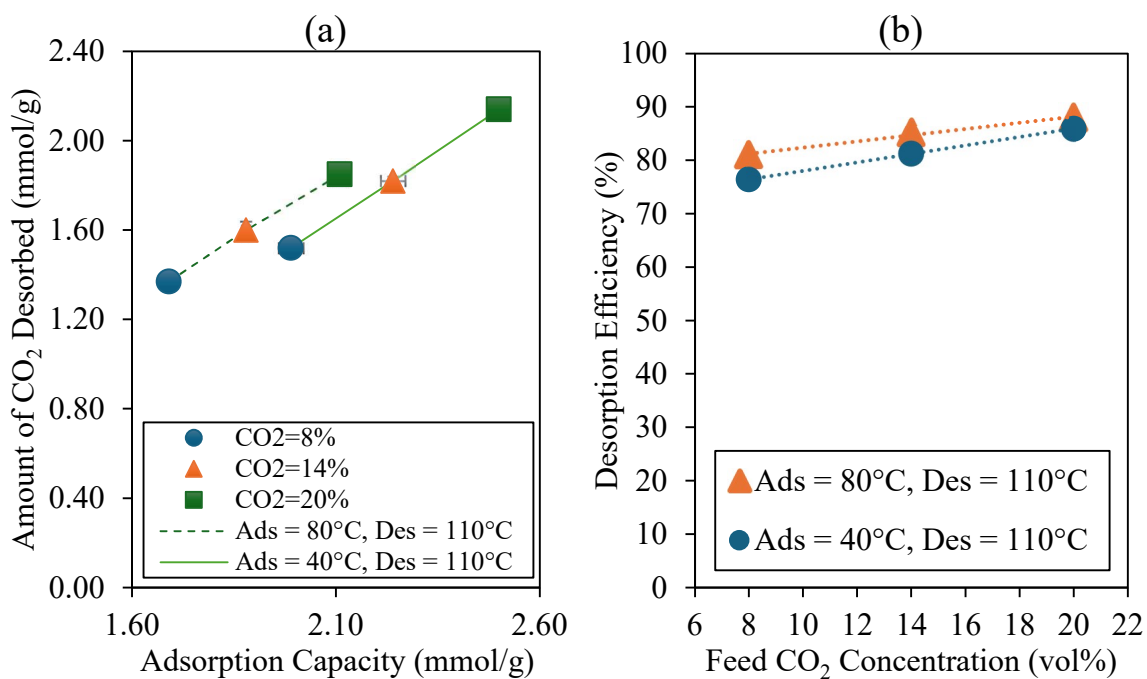 (a)
Amount of CO₂ Desorbed (mmol/g)
2.40
2.00
1.60
1.20
0.80
0.40
0.00
CO2=8%
CO2=14%
CO2=20%
Ads = 80°C, Des = 110°C
Ads = 40°C, Des = 110°C
1.60 2.10 2.60
Adsorption Capacity (mmol/g)
(b)
Desorption Efficiency (%)
100
90
80
70
60
50
40
30
20
10
0
Ads = 80°C, Des = 110°C
Ads = 40°C, Des = 110°C
6 8 10 12 14 16 18 20 22
Feed CO₂ Concentration (vol%)